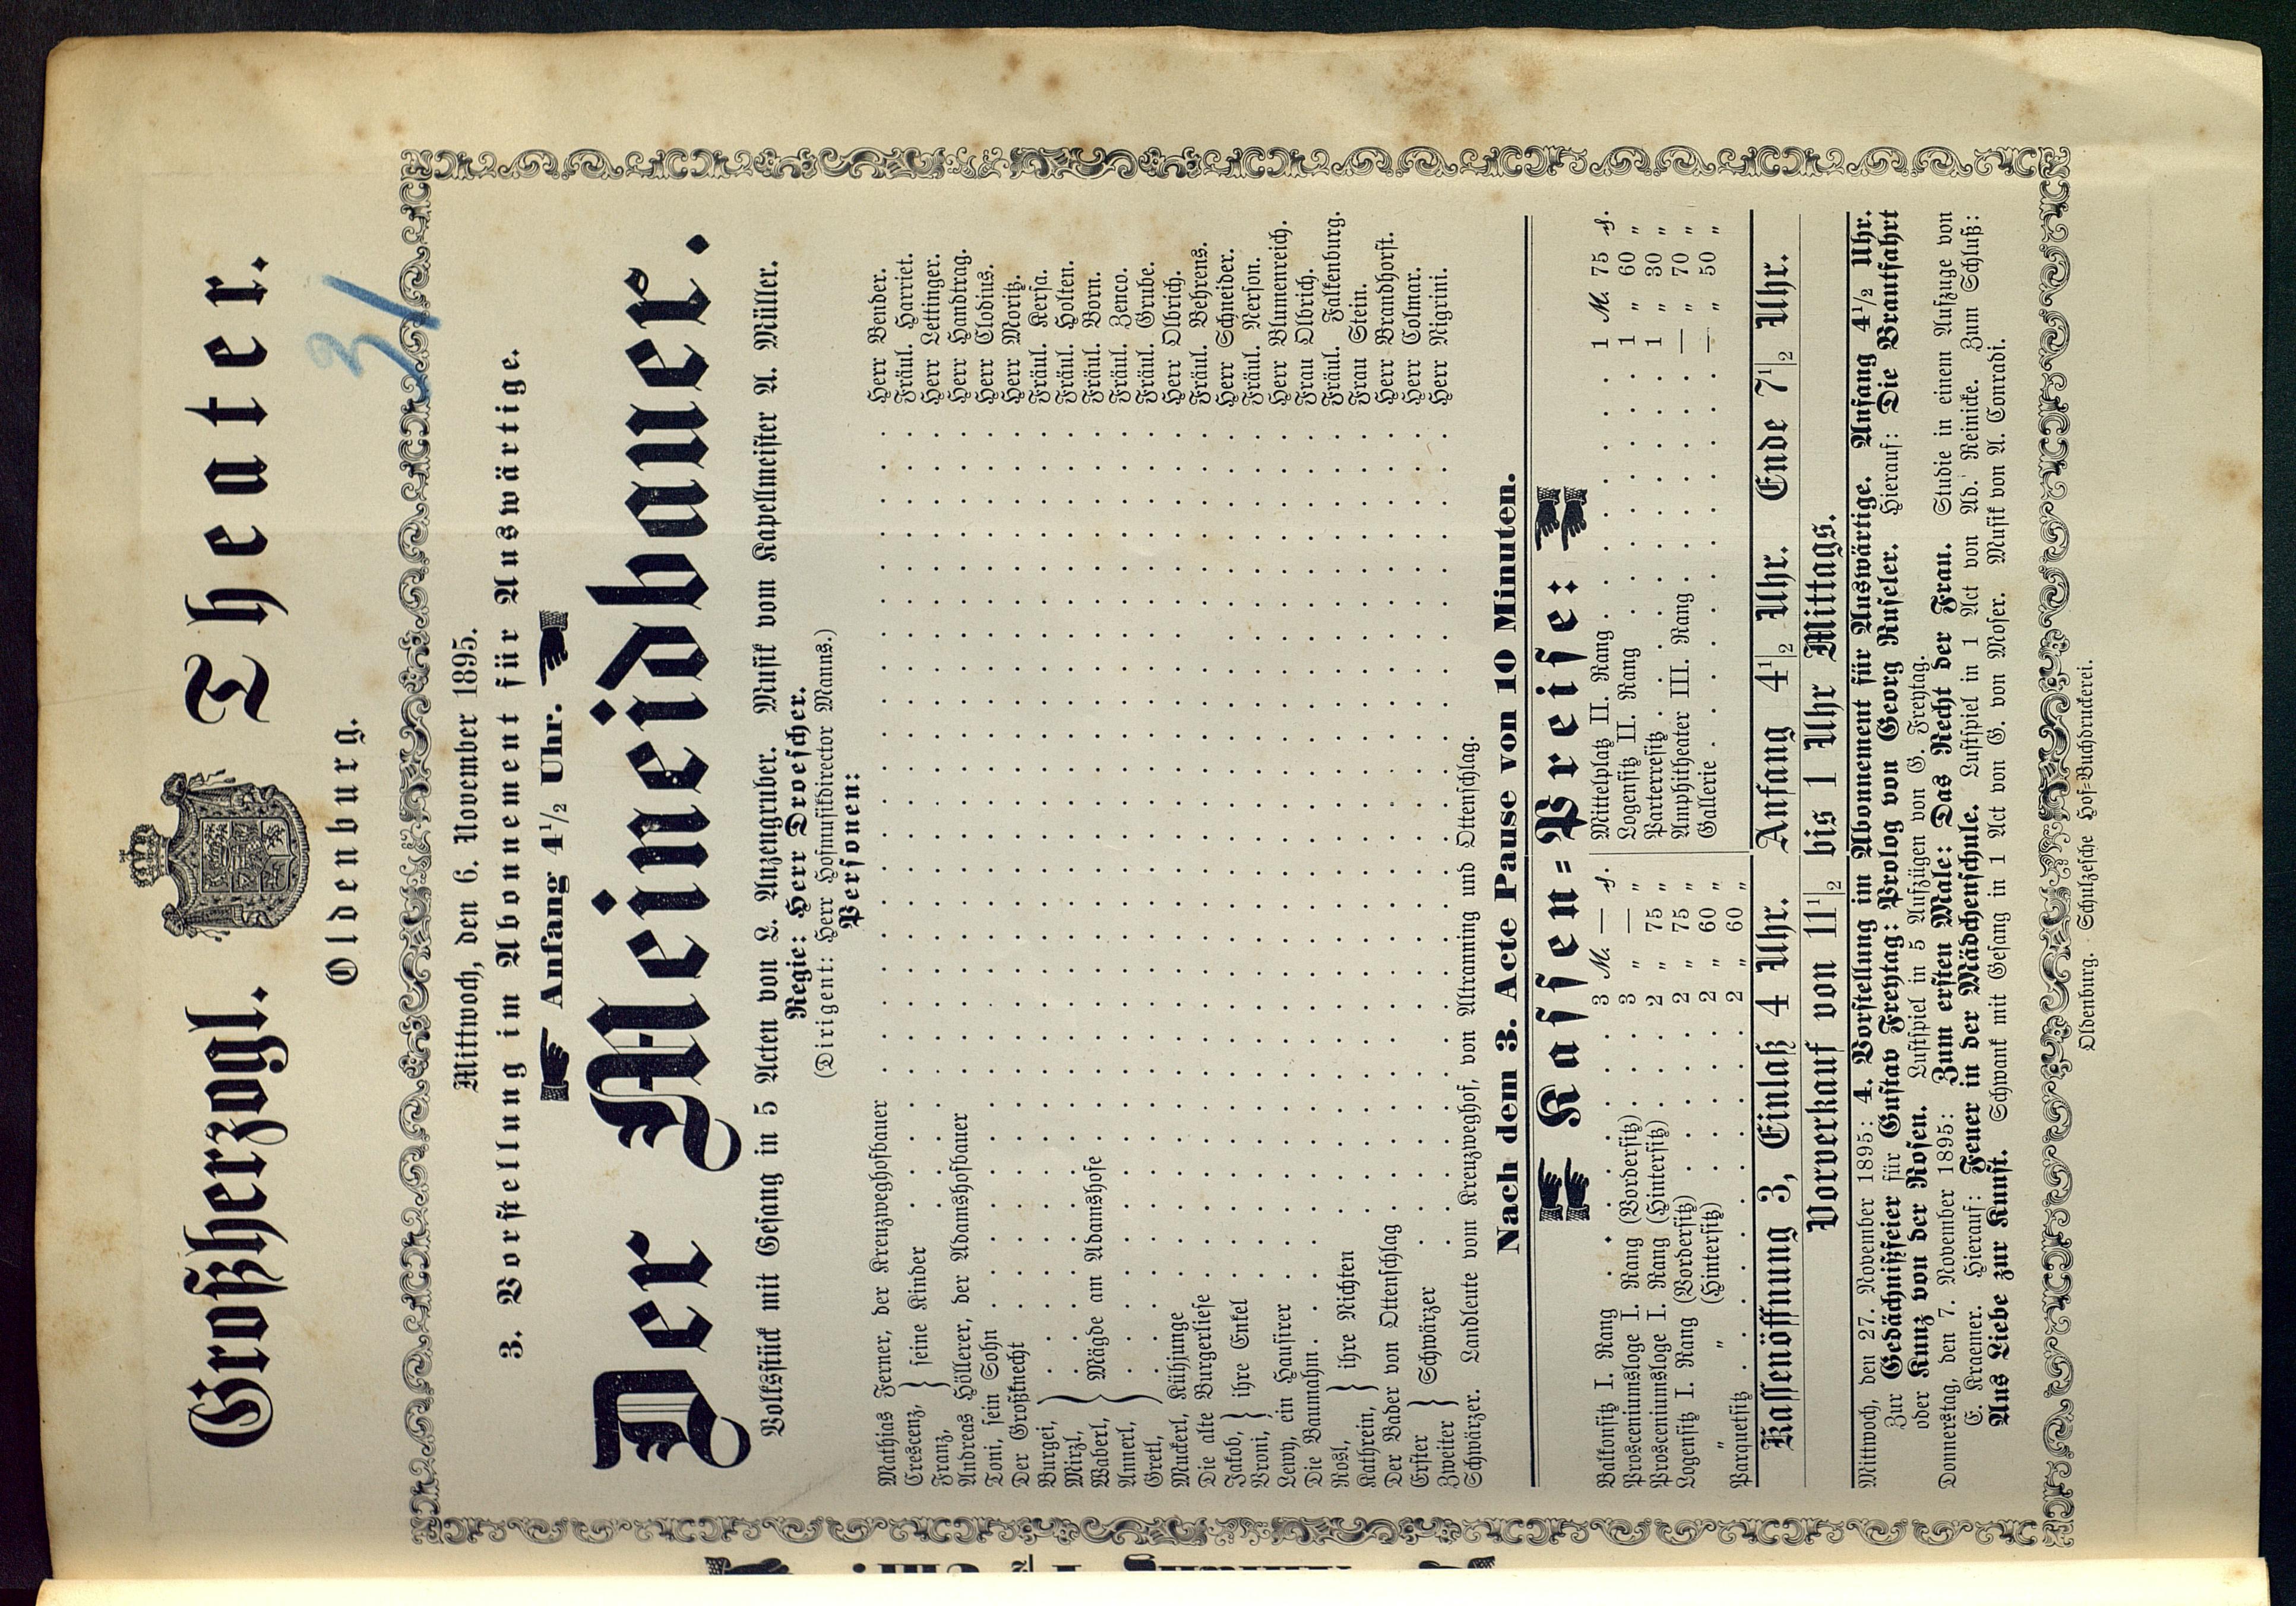 Großherzogl. Theater.
Oldenburg.
31
Mittwoch, den 6. November 1895.
3. Vorstellung im Abonnement für Auswärtige.
Anfang 4½ Uhr.
Der Meineidbauer.
Volksstück mit Gesang in 5 Acten von L. Anzengruber. Musik vom Kapellmeister A. Müller.
Regie: Herr Droescher.
(Dirigent: Herr Hofmusikdirector Manns.)
Personen:
Mathias Ferner, der Kreuzweghofbauer . . . Herr Bender.
Crescenz, } seine Kinder . . . Fräul. Harriet.
Franz, } seine Kinder . . . Herr Lettinger.
Andreas Höllerer, der Adamshofbauer . . . Herr Handtrag.
Toni, sein Sohn . . . Herr Clodius.
Der Großknecht . . . Herr Moritz.
Burgei, } Mägde am Adamshofe . . . Fräul. Kersa.
Mirzl, . . . Fräul. Holten.
Waberl, . . . Fräul. Born.
Annerl, . . . Fräul. Zenco.
Gretl, . . . Fräul. Grube.
Muckerl, Kühjunge . . . Herr Olbrich.
Die alte Burgerliese . . . Fräul. Behrens.
Jakob, } ihre Enkel . . . Herr Schneider.
Vroni, } . . . Fräul. Nerson.
Levy, ein Hausirer . . . Herr Blumenreich.
Die Baumahm . . . Frau Olbrich.
Rosl, } ihre Nichten . . . Fräul. Falkenburg.
Kathrein, } . . . Frau Stein.
Der Bader von Ottenschlag . . . Herr Brandhorst.
Erster } Schwärzer . . . Herr Colmar.
Zweiter } . . . Herr Nigrini.
Schwärzer. Landleute vom Kreuzweghof, von Altranning und Ottenschlag.
Nach dem 3. Acte Pause von 10 Minuten.
Kassen=Preise:
Balkonsitz I. Rang . . . 3 M. — ₰.
Prosceniumsloge I. Rang (Vordersitz) . . . 3 " — "
Prosceniumsloge I. Rang (Hintersitz) . . . 2 " 75 "
Logensitz I. Rang (Vordersitz) . . . 2 " 75 "
" " (Hintersitz) . . . 2 " 60 "
Parquetsitz . . . 2 " 60 "
Mittelplatz II. Rang . . . 1 M. 75 ₰.
Logensitz II. Rang . . . 1 " 60 "
Parterresitz . . . 1 " 30 "
Amphitheater III. Rang . . . — " 70 "
Gallerie . . . — " 50 "
Kassenöffnung 3, Einlaß 4 Uhr. Anfang 4½ Uhr. Ende 7½ Uhr.
Vorverkauf von 11½ bis 1 Uhr Mittags.
Mittwoch, den 27. November 1895: 4. Vorstellung im Abonnement für Auswärtige. Anfang 4½ Uhr.
Zur Gedächnißfeier für Gustav Freytag: Prolog von Georg Ruseler. Hierauf: Die Brautfahrt
oder Kunz von der Rosen. Lustspiel in 5 Aufzügen von G. Freytag.
Donnerstag, den 7. November 1895: Zum ersten Male: Das Recht der Frau. Studie in einem Aufzuge von
E. Kraemer. Hierauf: Jener in der Mädchenschule. Lustspiel in 1 Act von Ad. Reinicke. Zum Schluß:
Aus Liebe zur Kunst. Schwank mit Gesang in 1 Act von G. von Moser. Musik von A. Conradi.
Oldenburg. Schulzesche Hof=Buchdruckerei.